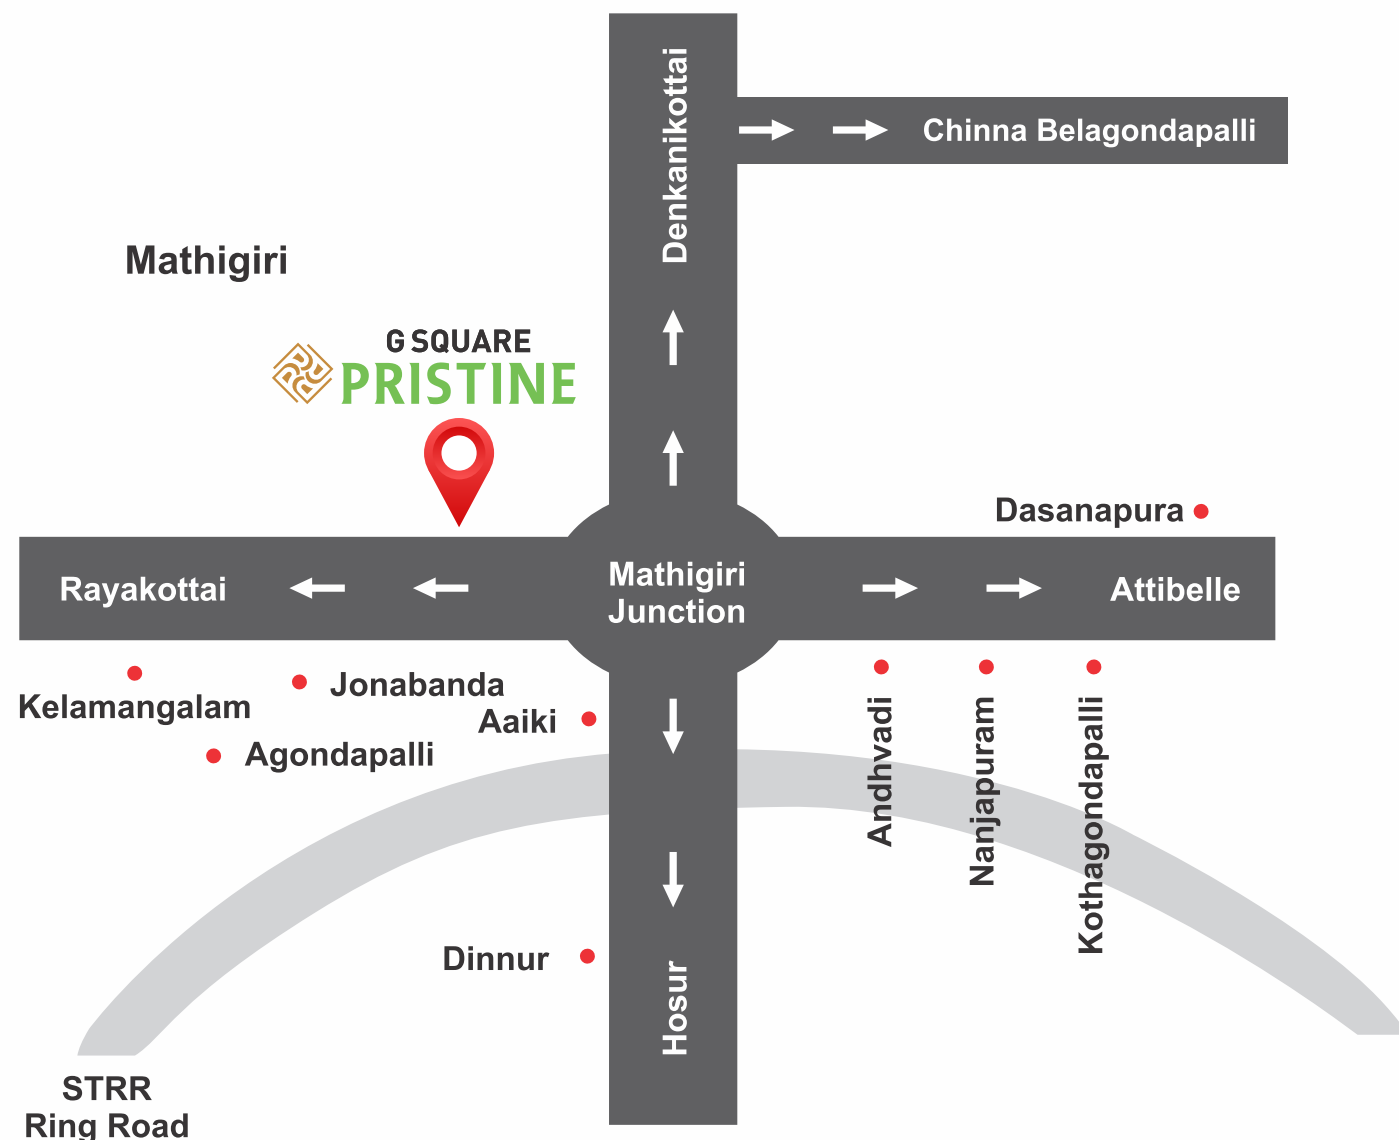 Denkanikottai
Chinna Belagondapalli
Mathigiri
G SQUARE
PRISTINE
Dasanapura
Rayakottai
Mathigiri
Junction
Attibelle
Kelamangalam
Jonabanda
Aaiki
Agondapalli
Andhvadi
Nanjapuram
Kothagondapalli
Dinnur
Hosur
STRR
Ring Road